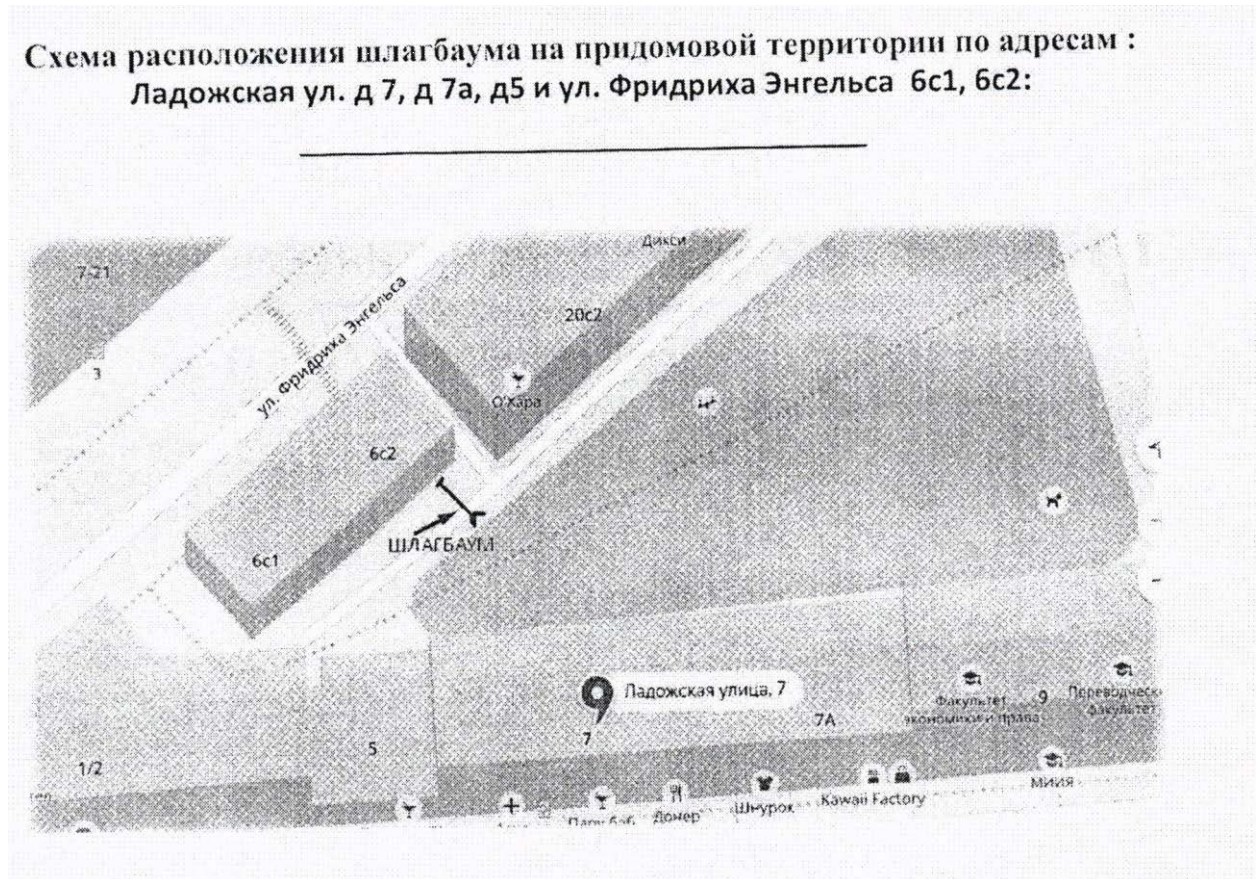 Схема расположения шлагбаума на придомовой территории по адресам :
Ладожская ул. д 7, д 7а, д5 и ул. Фридриха Энгельса 6с1, 6с2:
Дикси
7-21
20с2
ул. Фридриха Энгельса
3
О'Хара
6с2
ШЛАГБАУМ
6с1
Ладожская улица, 7
Факультет
экономики и права
9
Переводческ
факультет
7А
7
5
1/2
МИИЯ
Kawaii Factory
Шнурок
Донер